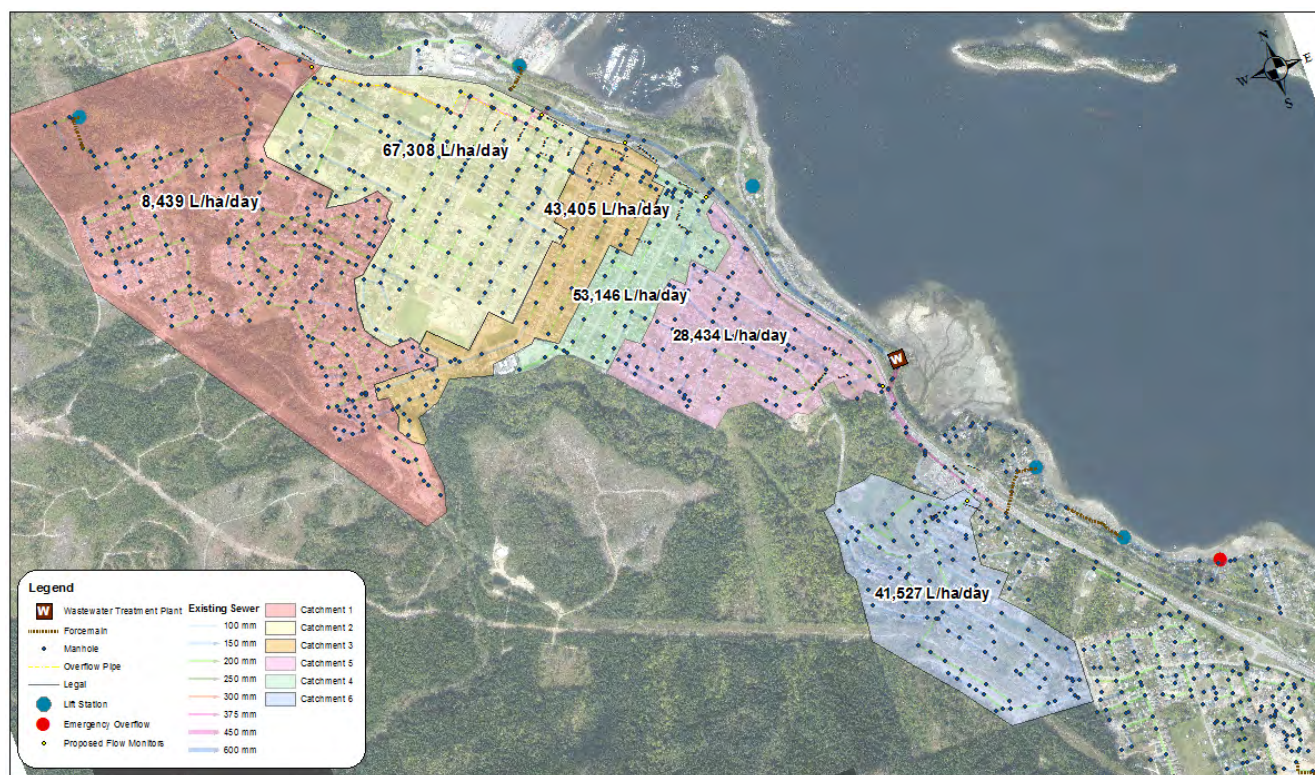 N
W E
S
67,308 L/ha/day
8,439 L/ha/day
43,405 L/ha/day
53,146 L/ha/day
28,434 L/ha/day
W
41,527 L/ha/day
Legend
W Wastewater Treatment Plant
Forcemain
Manhole
Overflow Pipe
Legal
Lift Station
Emergency Overflow
Proposed Flow Monitors
Existing Sewer
100 mm
150 mm
200 mm
250 mm
300 mm
375 mm
450 mm
600 mm
Catchment 1
Catchment 2
Catchment 3
Catchment 5
Catchment 4
Catchment 6